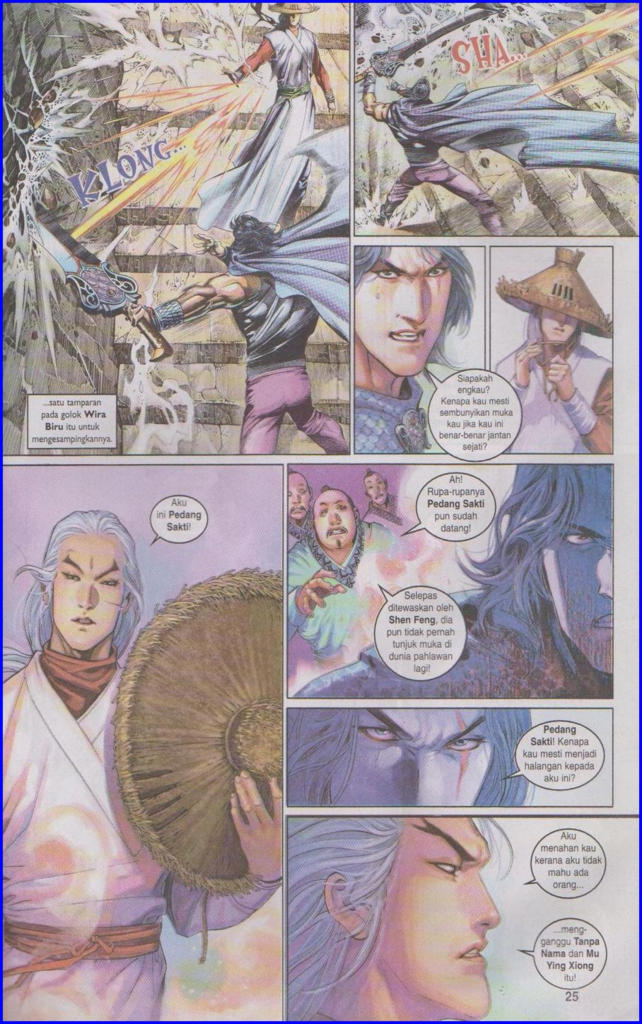 KLONG...
...satu tamparan
pada golok Wira
Biru itu untuk
mengesampingkannya.
SHA...
Siapakah
engkau?
Kenapa kau mesti
sembunyikan muka
kau jika kau ini
benar-benar jantan
sejati?
Aku
ini Pedang
Sakti!
Ah!
Rupa-rupanya
Pedang Sakti
pun sudah
datang!
Selepas
ditewaskan oleh
Shen Feng, dia
pun tidak pernah
tunjuk muka di
dunia pahlawan
lagi!
Pedang
Sakti! Kenapa
kau mesti menjadi
halangan kepada
aku ini?
Aku
menahan kau
kerana aku tidak
mahu ada
orang...
...meng-
ganggu Tanpa
Nama dan Mu
Ying Xiong
itu!
25